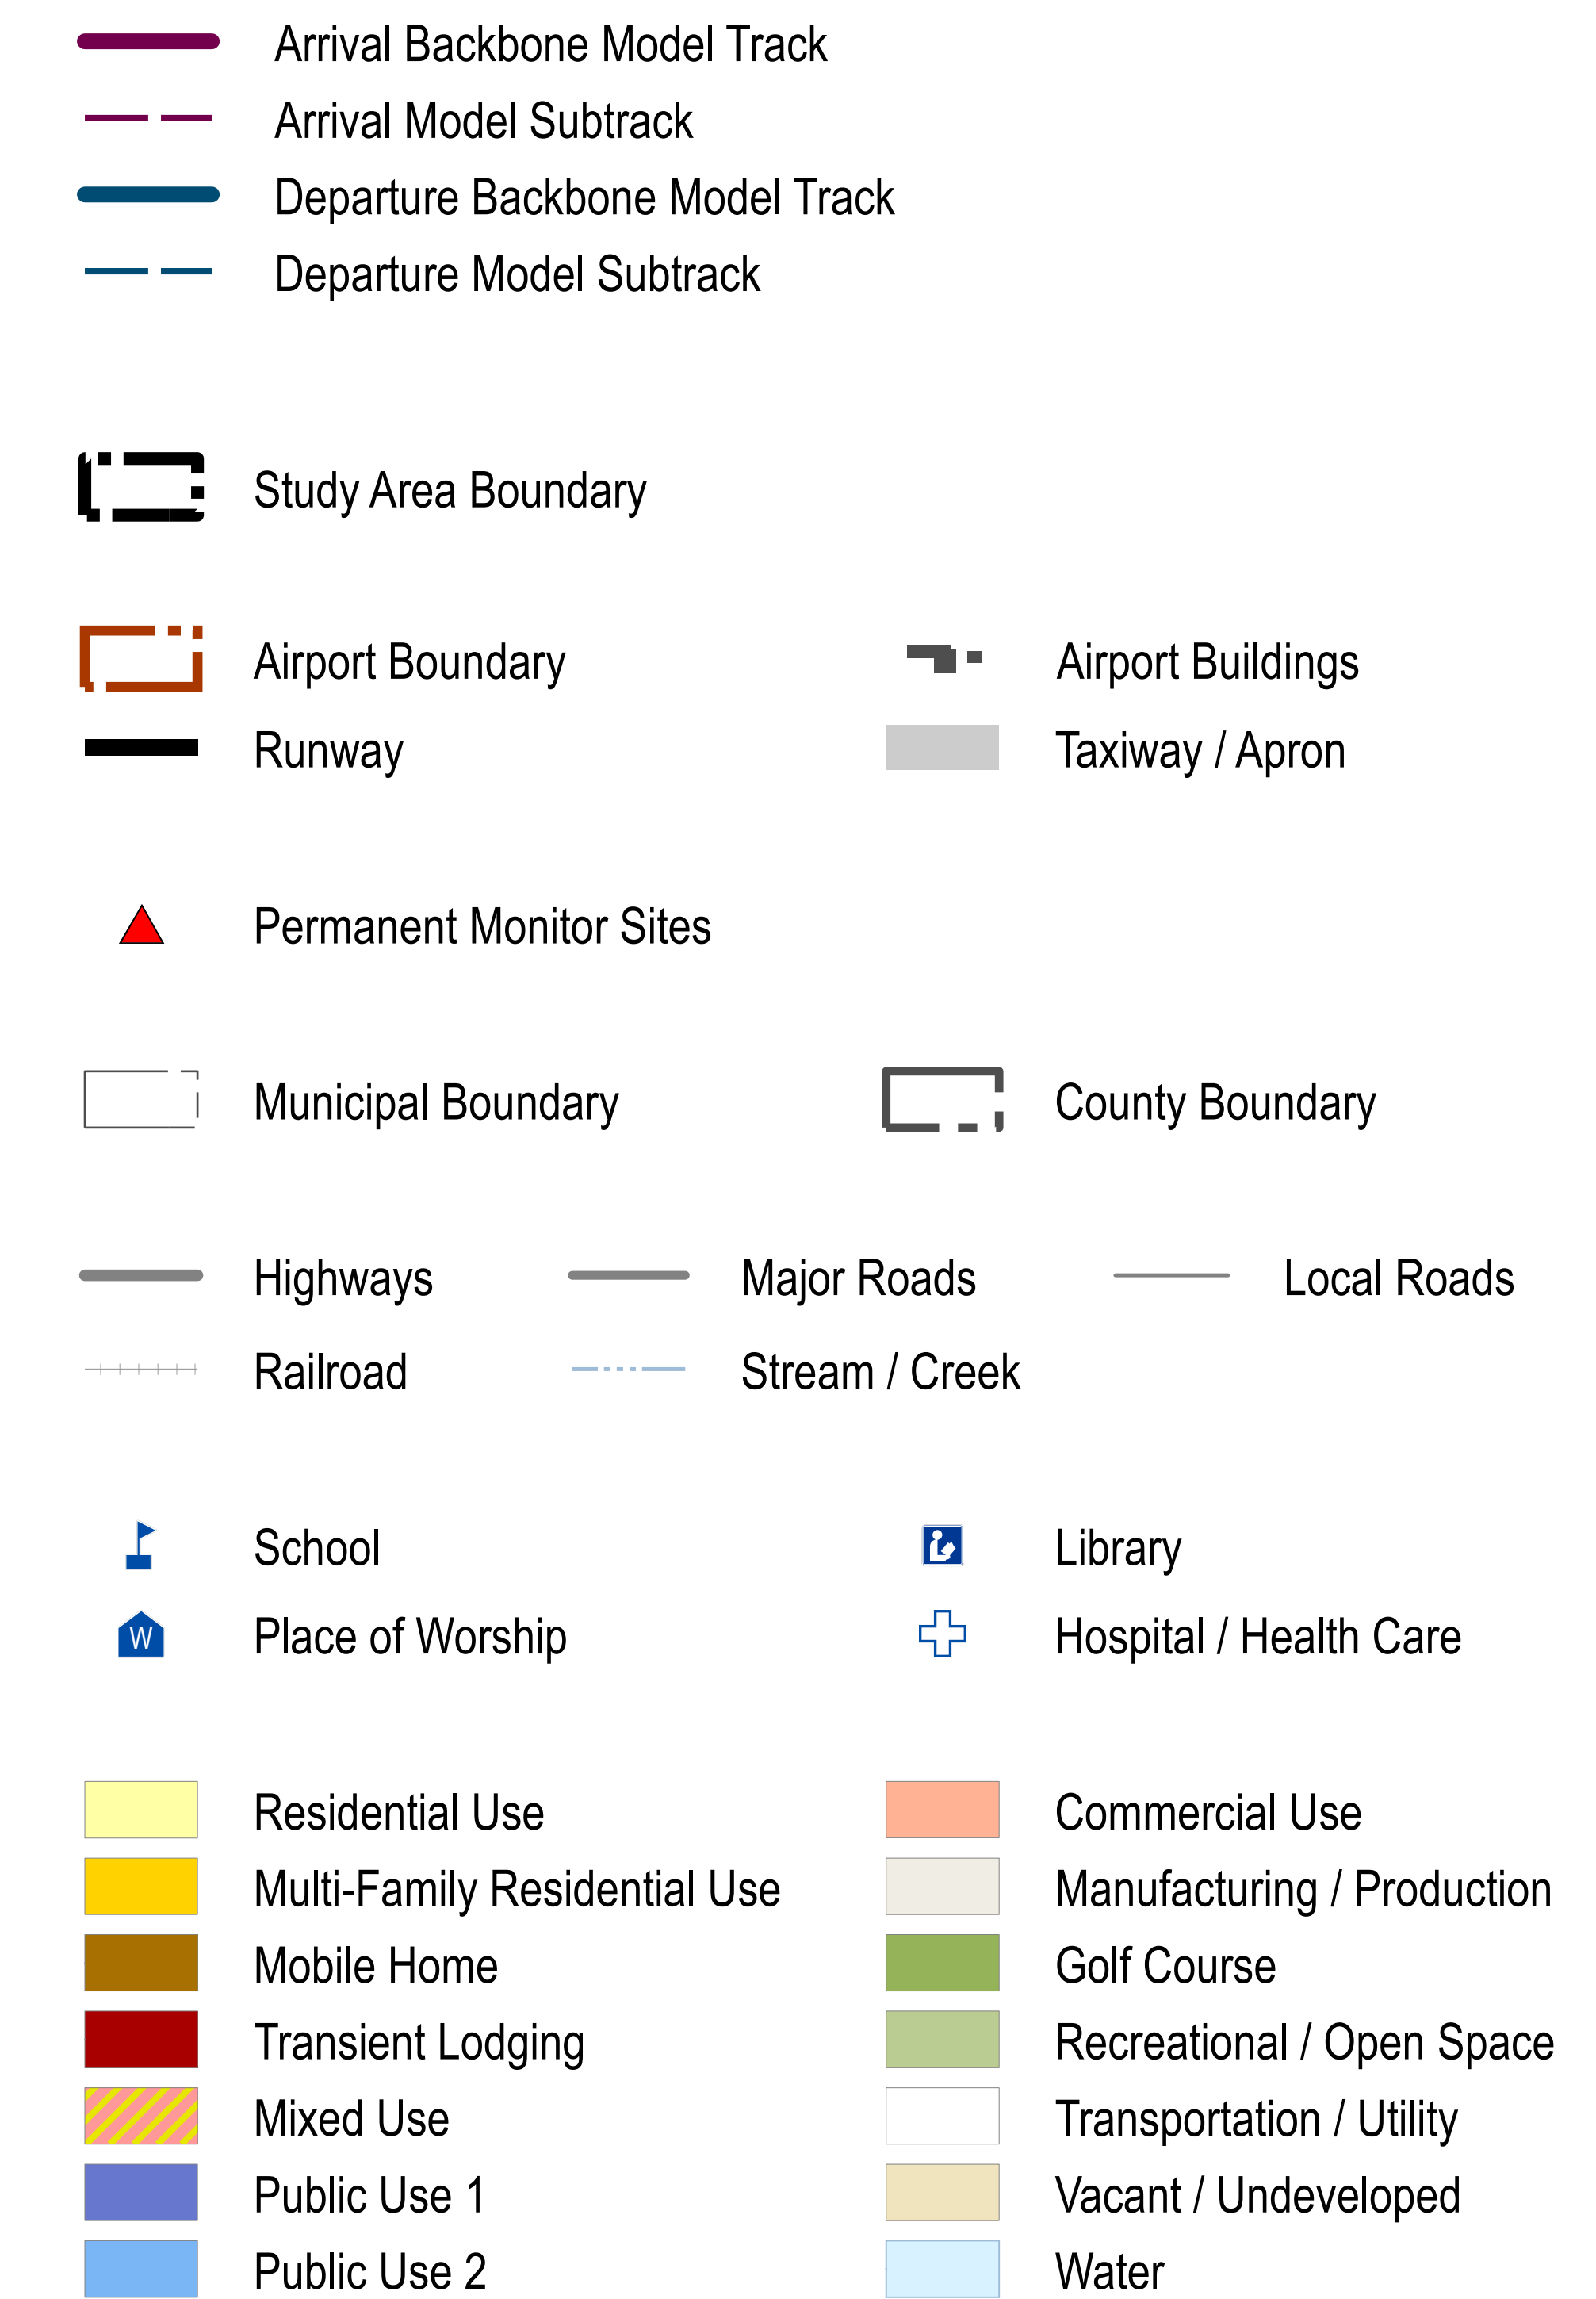 Arrival Backbone Model Track
Arrival Model Subtrack
Departure Backbone Model Track
Departure Model Subtrack
Study Area Boundary
Airport Boundary
Airport Buildings
Runway
Taxiway / Apron
Permanent Monitor Sites
Municipal Boundary
County Boundary
Highways
Major Roads
Local Roads
Railroad
Stream / Creek
School
Library
W
Place of Worship
Hospital / Health Care
Residential Use
Commercial Use
Multi-Family Residential Use
Manufacturing / Production
Mobile Home
Golf Course
Transient Lodging
Recreational / Open Space
Mixed Use
Transportation / Utility
Public Use 1
Vacant / Undeveloped
Public Use 2
Water